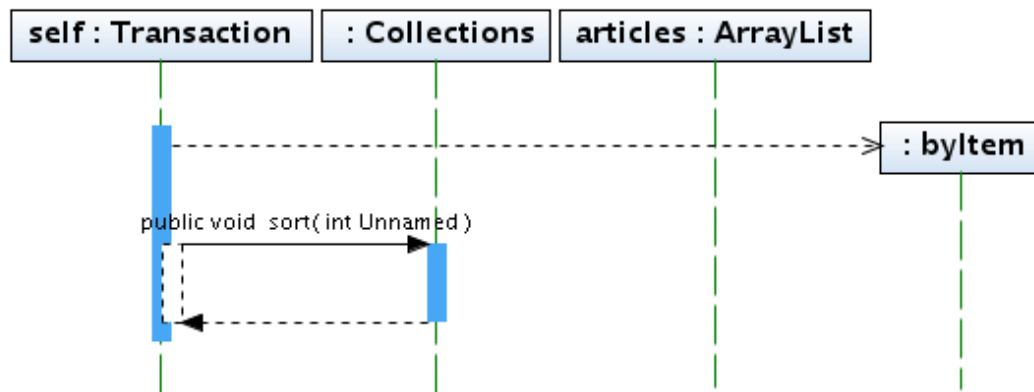 self : Transaction
: Collections
articles : ArrayList
: byItem
public void sort( int Unnamed )